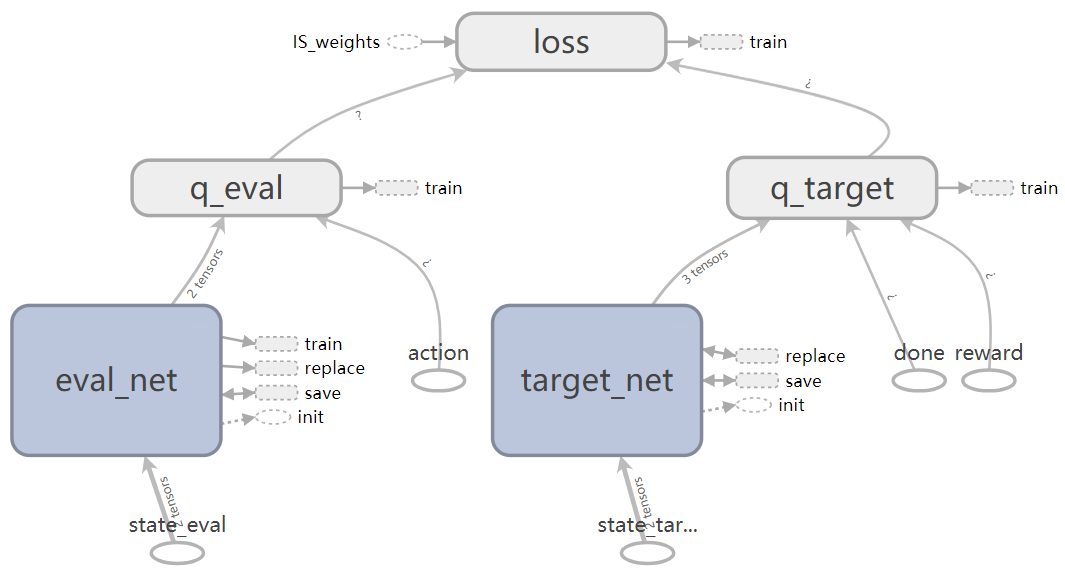 IS_weights
loss
train
?
?
q_eval
train
q_target
train
2 tensors
?
3 tensors
?
?
eval_net
train
replace
save
init
action
target_net
replace
save
init
done
reward
2 tensors
state_eval
2 tensors
state_tar...